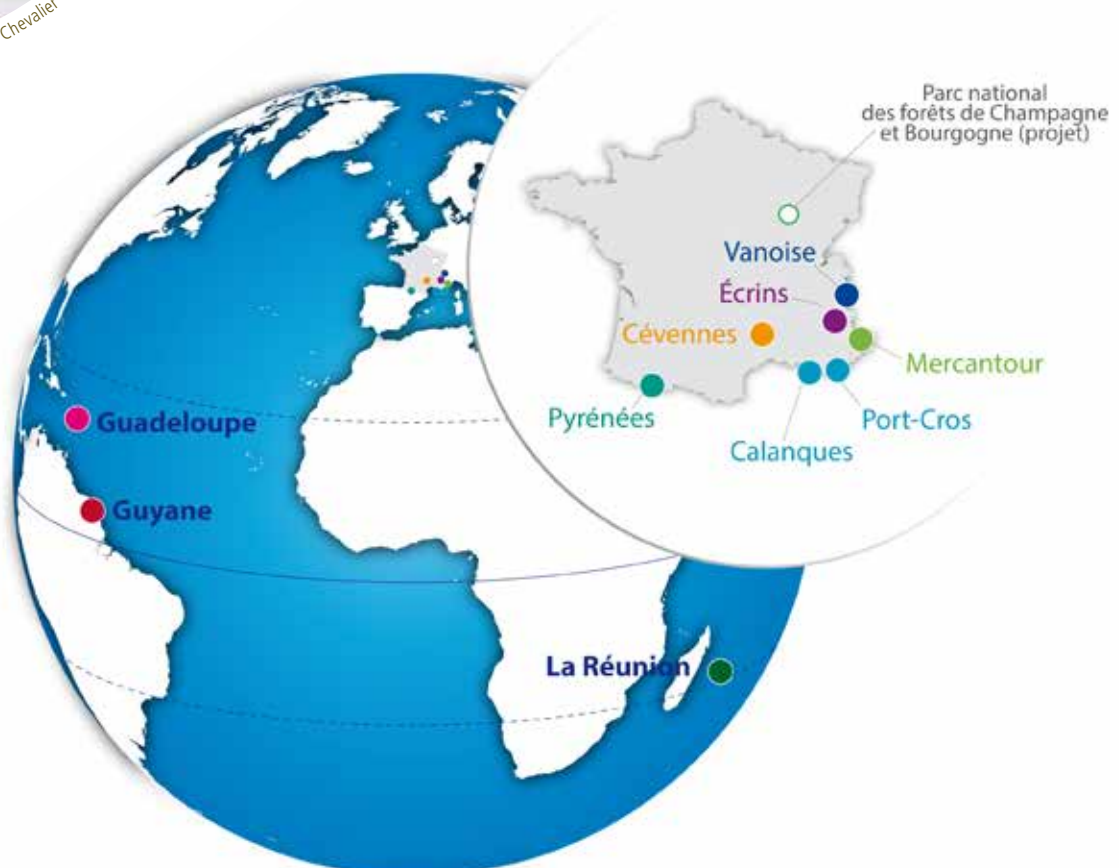 Chevalier
Parc national
des forêts de Champagne
et Bourgogne (projet)
Vanoise
Écrins
Cévennes
Mercantour
Pyrénées
Port-Cros
Calanques
Guadeloupe
Guyane
La Réunion